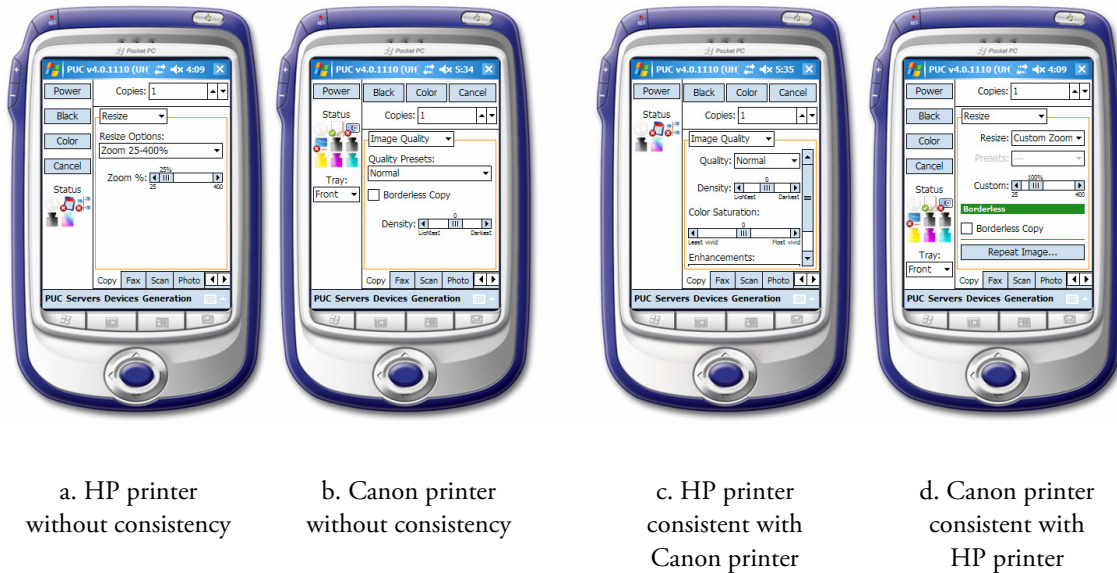 Pocket PC
PUC v4.0.1110 (UH 4:09
Power
Copies: 1
Black
Resize
Color
Resize Options:
Zoom 25-400%
Cancel
25%
Zoom %:
25 400
Status
Copy Fax Scan Photo
PUC Servers Devices Generation
Pocket PC
PUC v4.0.1110 (UH 5:34
Power Black Color Cancel
Status Copies: 1
Image Quality
Quality Presets:
Normal
Tray:
Front
Borderless Copy
0
Density:
Lightest Darkest
Copy Fax Scan Photo
PUC Servers Devices Generation
Pocket PC
PUC v4.0.1110 (UH 5:35
Power Black Color Cancel
Status Copies: 1
Image Quality
Quality: Normal
0
Density:
Lightest Darkest
Color Saturation:
0
Least vivid Most vivid
Enhancements:
Copy Fax Scan Photo
PUC Servers Devices Generation
Pocket PC
PUC v4.0.1110 (UH 4:09
Power
Copies: 1
Black
Resize
Color
Resize: Custom Zoom
Presets: ---
Cancel
100%
Custom:
25 400
Status
Borderless
Borderless Copy
Tray:
Front
Repeat Image...
Copy Fax Scan Photo
PUC Servers Devices Generation
a. HP printer
without consistency
b. Canon printer
without consistency
c. HP printer
consistent with
Canon printer
d. Canon printer
consistent with
HP printer